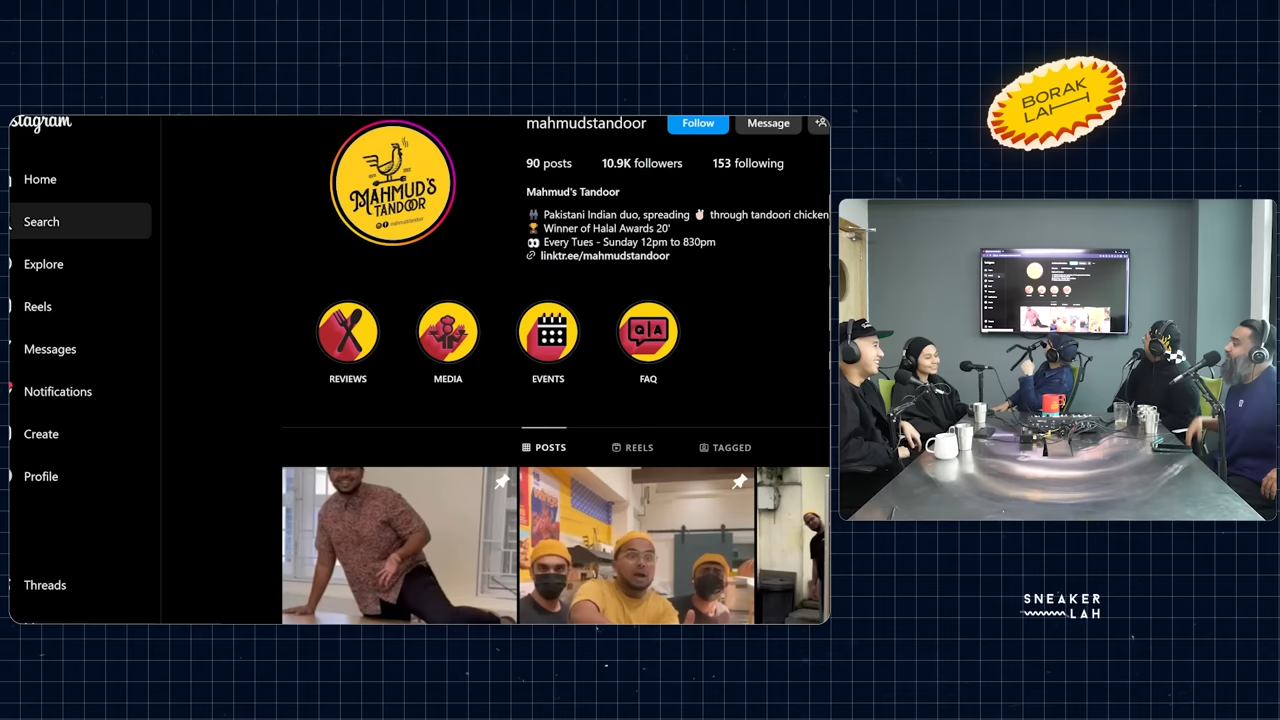 stagram
Home
Search
Explore
Reels
Messages
Notifications
Create
Profile
Threads
MAHMUD'S
TANDOOR
mahmudstandoor
Follow
Message
90 posts
10.9K followers
153 following
Mahmud's Tandoor
Pakistani Indian duo, spreading ✌🏻 through tandoori chicken
Winner of Halal Awards 20'
Every Tues - Sunday 12pm to 830pm
linktr.ee/mahmudstandoor
Q A
REVIEWS
MEDIA
EVENTS
FAQ
POSTS
REELS
TAGGED
BORAK
LAH
SNEAKER
LAH